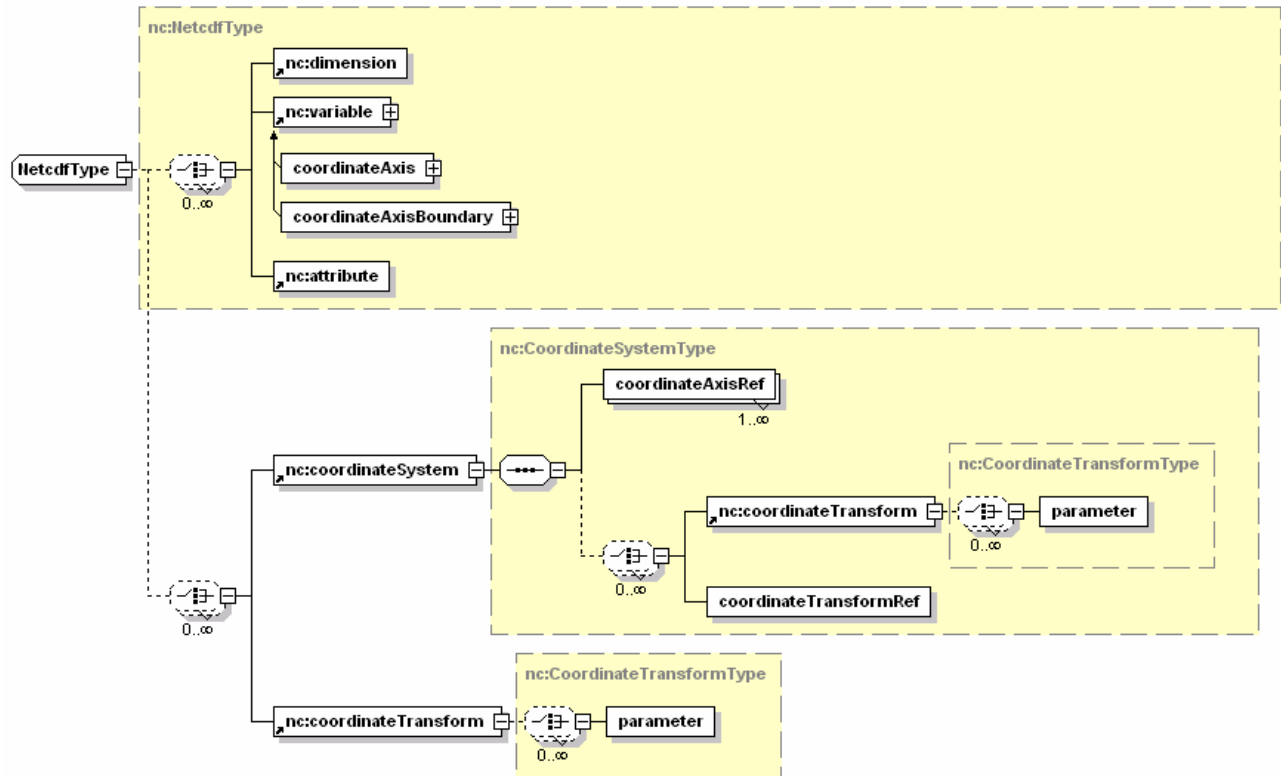 nc:NetcdfType
nc:dimension
nc:variable
NetcdfType
coordinateAxis
0..∞
coordinateAxisBoundary
nc:attribute
nc:CoordinateSystemType
coordinateAxisRef
1..∞
nc:coordinateSystem
nc:CoordinateTransformType
nc:coordinateTransform
parameter
0..∞
0..∞
coordinateTransformRef
0..∞
nc:CoordinateTransformType
nc:coordinateTransform
parameter
0..∞